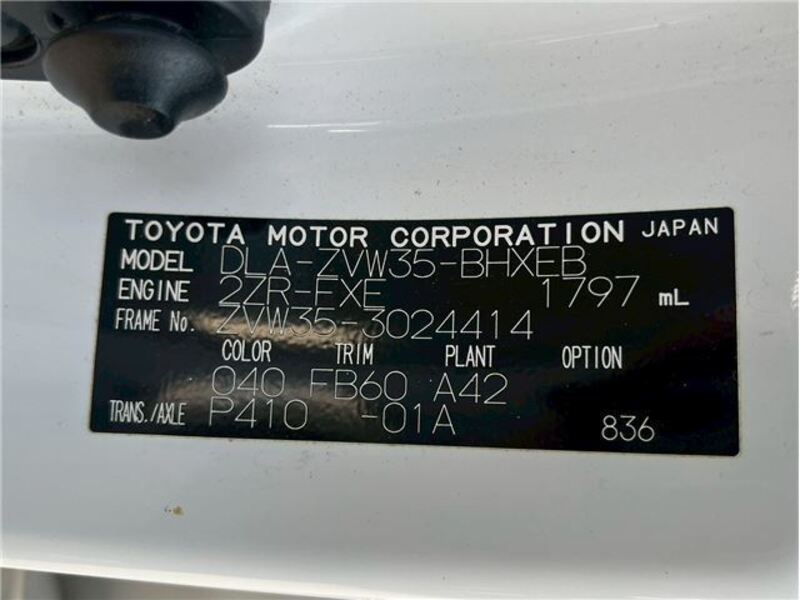 TOYOTA MOTOR CORPORATION JAPAN
MODEL DLA-ZVW35-BHXEB
ENGINE 2ZR-FXE 1797 mL
FRAME No. ZVW35-3024414
COLOR TRIM PLANT OPTION
040 FB60 A42
TRANS./AXLE P410 -01A 836